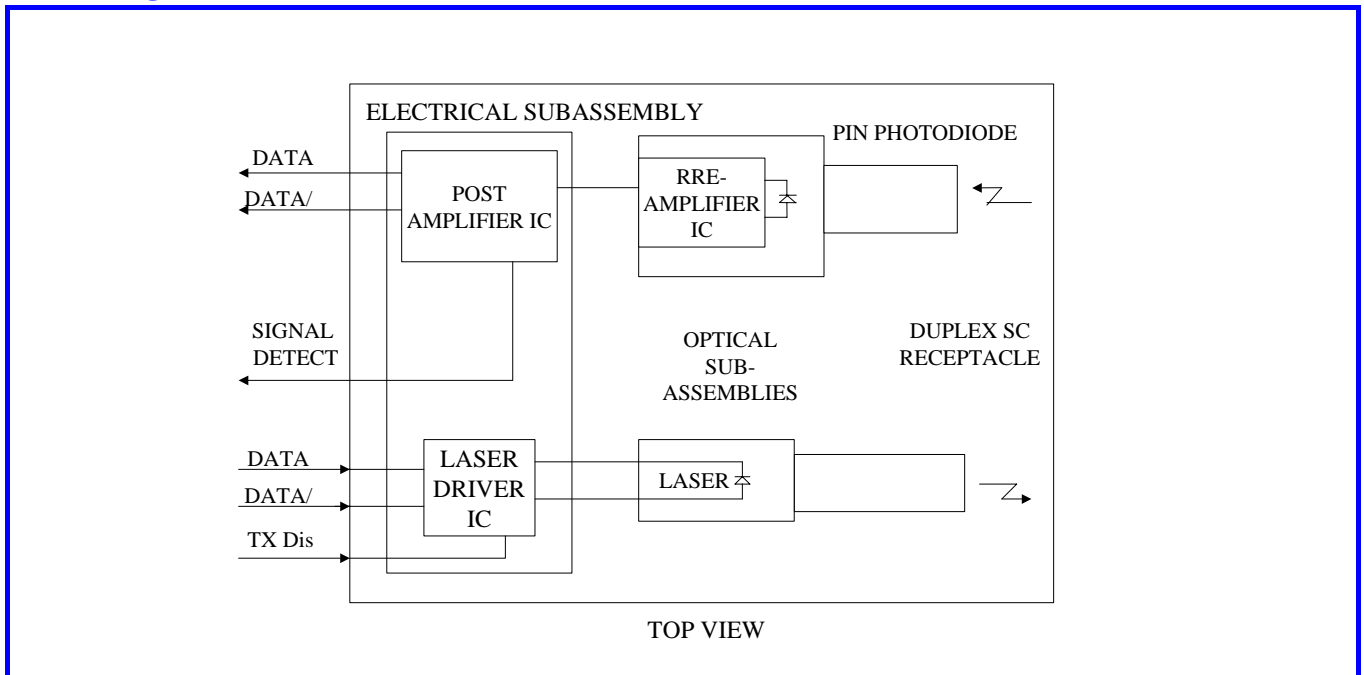 ELECTRICAL SUBASSEMBLY
PIN PHOTODIODE
DATA
DATA/
POST
AMPLIFIER IC
RRE-
AMPLIFIER
IC
SIGNAL
DETECT
OPTICAL
SUB-
ASSEMBLIES
DUPLEX SC
RECEPTACLE
DATA
DATA/
TX Dis
LASER
DRIVER
IC
LASER
TOP VIEW